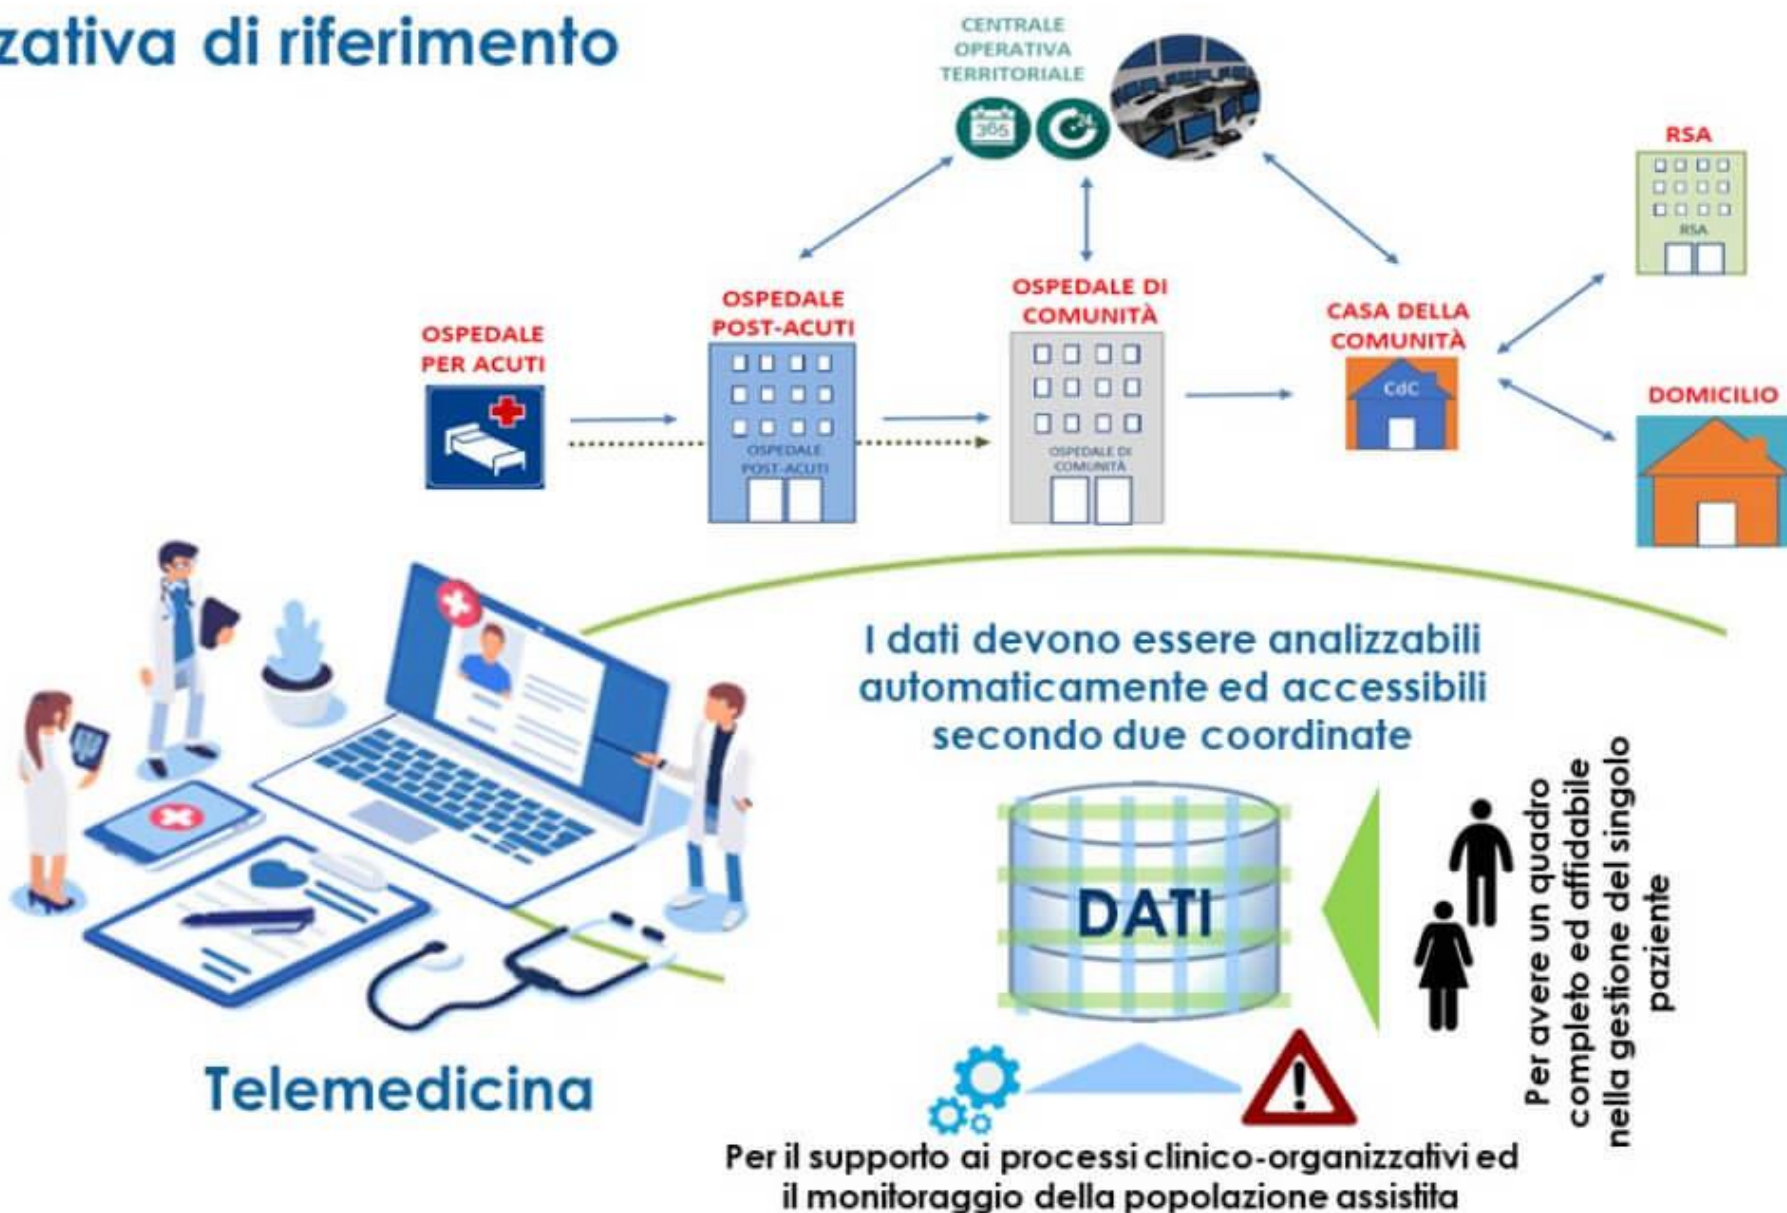 zativa di riferimento
CENTRALE
OPERATIVA
TERRITORIALE
365
24
RSA
RSA
OSPEDALE
PER ACUTI
OSPEDALE
POST-ACUTI
OSPEDALE
POST-ACUTI
OSPEDALE DI
COMUNITÀ
OSPEDALE DI
COMUNITÀ
CASA DELLA
COMUNITÀ
CdC
DOMICILIO
I dati devono essere analizzabili
automaticamente ed accessibili
secondo due coordinate
DATI
Per avere un quadro
completo ed affidabile
nella gestione del singolo
paziente
Telemedicina
Per il supporto ai processi clinico-organizzativi ed
il monitoraggio della popolazione assistita